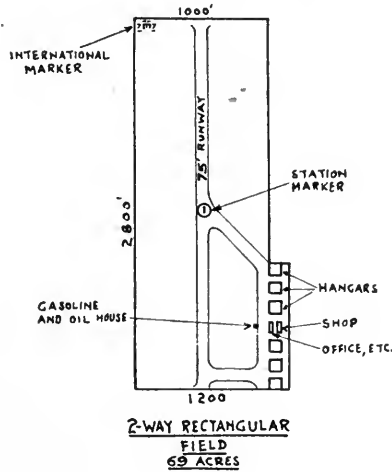 1000'
INTERNATIONAL
MARKER
75' RUNWAY
STATION
MARKER
2800'
HANGARS
GASOLINE
AND OIL HOUSE
SHOP
OFFICE, ETC.
1200
2-WAY RECTANGULAR
FIELD
69 ACRES